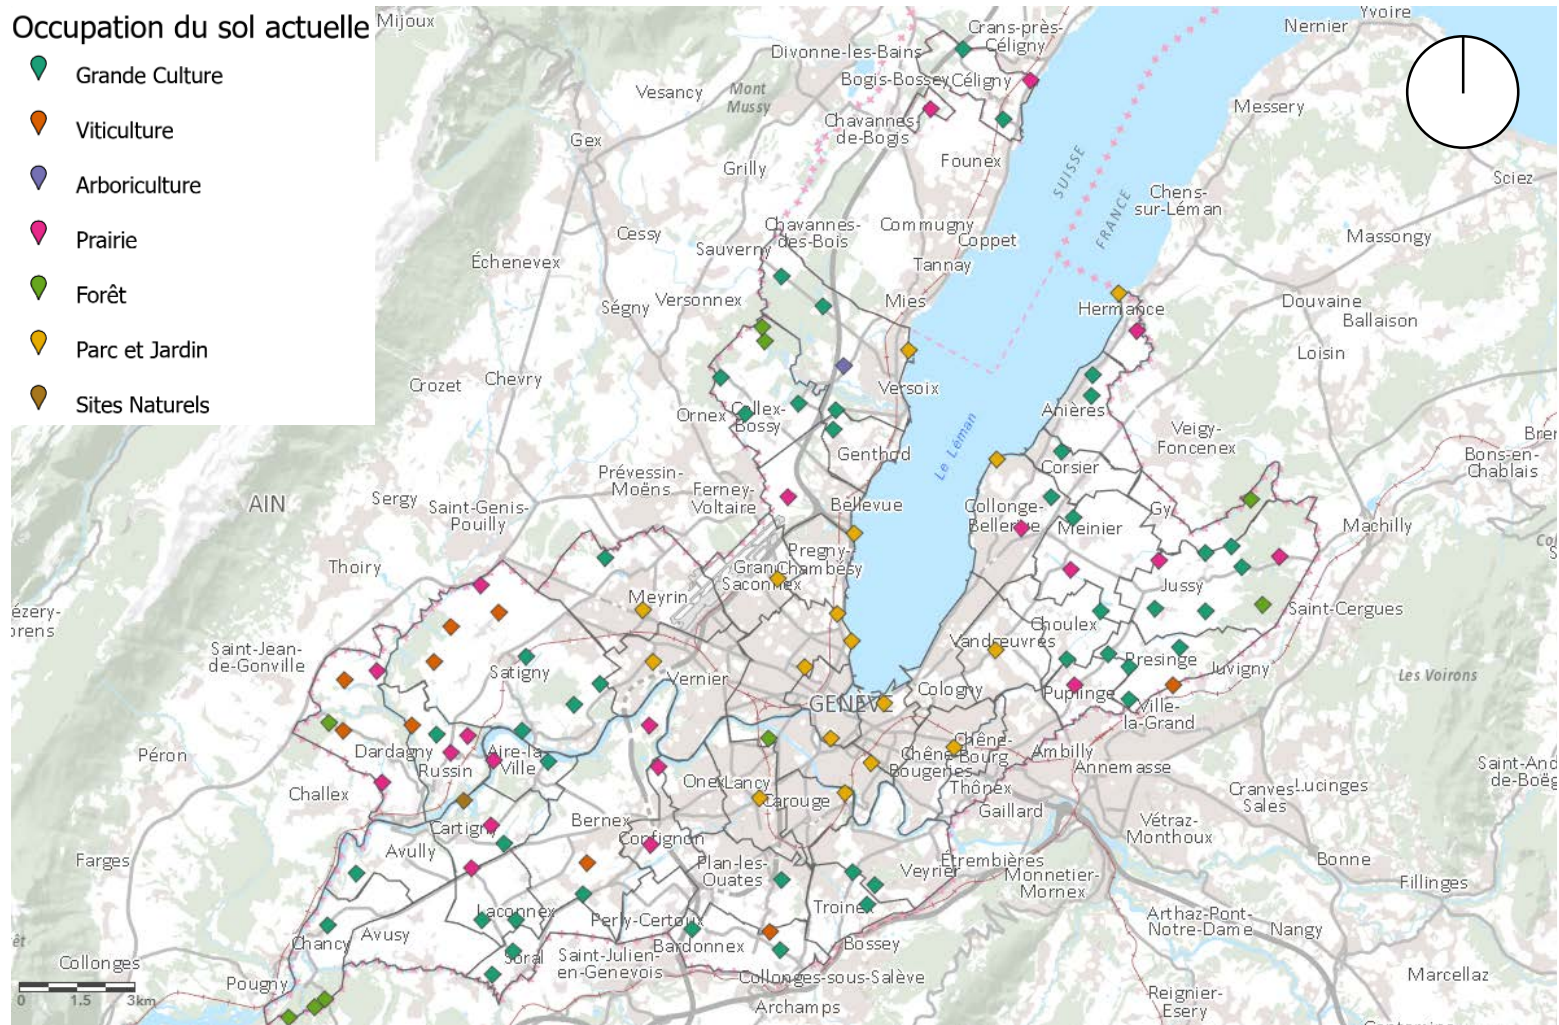 Occupation du sol actuelle
Grande Culture
Viticulture
Arboriculture
Prairie
Forêt
Parc et Jardin
Sites Naturels
Mijoux
Divonne-les-Bains
Crans-près-
Céligny
Nernier
Yvoire
Vesancy
Mont
Mussy
Bogis-Bossey
Céligny
Messery
Gex
Chavannes-
de-Bogis
Grilly
Founex
SUISSE
FRANCE
Chens-
sur-Léman
Sciez
Cessy
Sauverny
Chavannes-
des-Bois
Commugny
Coppet
Massongy
Échenevex
Tannay
Ségny
Versonnex
Mies
Hermance
Douvaine
Ballaison
Loisin
Crozet
Chevry
Versoix
Ornex
Collex-
Bossy
Anières
Veigy-
Foncenex
Genthod
Le Léman
Corsier
Bons-en-
Chablais
AIN
Sergy
Prévessin-
Moëns
Ferney-
Voltaire
Saint-Genis-
Pouilly
Bellevue
Collonge-
Bellerive
Meinier
Gy
Machilly
Thoiry
Grand
Saconnex
Pregny-
Chambésy
Meyrin
Jussy
Saint-Cergues
Choulex
Saint-Jean-
de-Gonville
Satigny
Vernier
Vandœuvres
Presinge
Juvigny
Les Voirons
Cologny
Puplinge
GENÈVE
Ville-
la-Grand
Péron
Dardagny
Russin
Aire-la-
Ville
Chêne-
Bourg
Chêne-
Bougeries
Ambilly
Annemasse
Challex
Onex
Lancy
Carouge
Thônex
Gaillard
Cranves-
Sales
Lucinges
Cartigny
Bernex
Confignon
Vétraz-
Monthoux
Avully
Farges
Plan-les-
Ouates
Veyrier
Étrembières
Monnetier-
Mornex
Bonne
Fillinges
Laconnex
Perly-Certoux
Troinex
Arthaz-Pont-
Notre-Dame
Nangy
Chancy
Avusy
Bardonnex
Bossey
Soral
Saint-Julien-
en-Genevois
Collonges
Pougny
Collonges-sous-Salève
Marcellaz
Archamps
Reignier-
Esery
0 1.5 3km